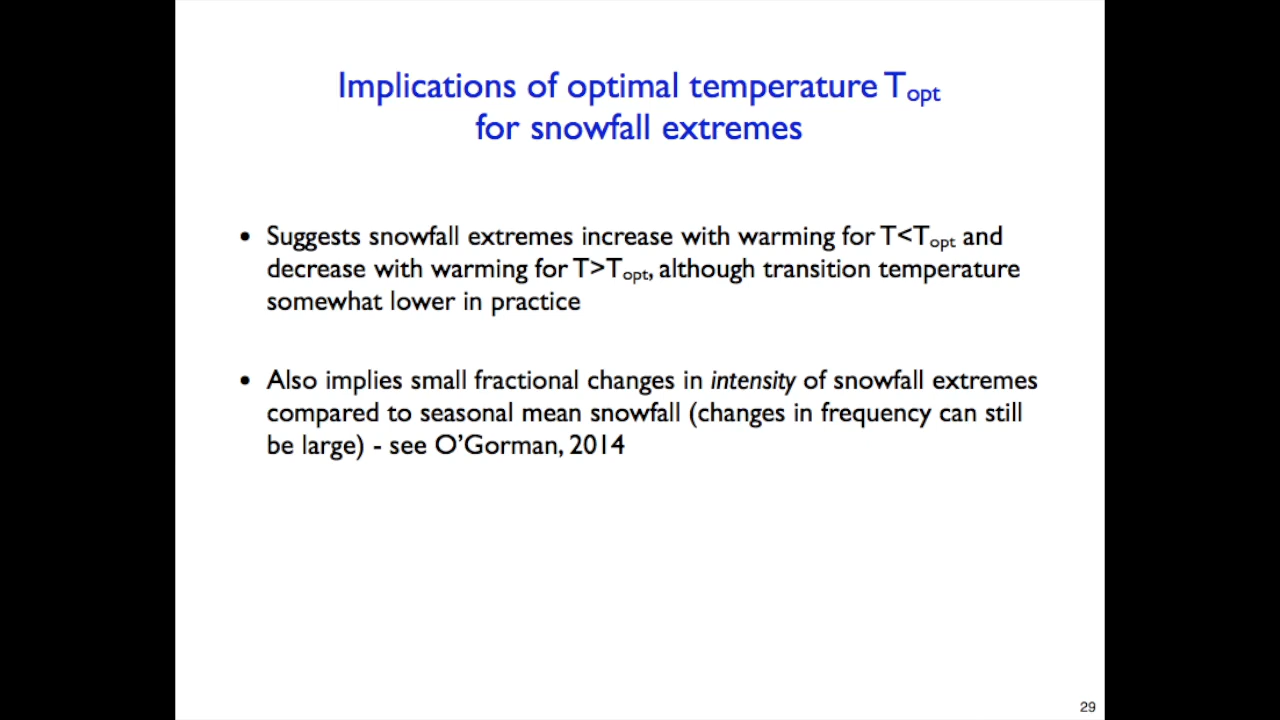 Implications of optimal temperature Topt
for snowfall extremes
• Suggests snowfall extremes increase with warming for T<Topt and
decrease with warming for T>Topt, although transition temperature
somewhat lower in practice
• Also implies small fractional changes in intensity of snowfall extremes
compared to seasonal mean snowfall (changes in frequency can still
be large) - see O'Gorman, 2014
29